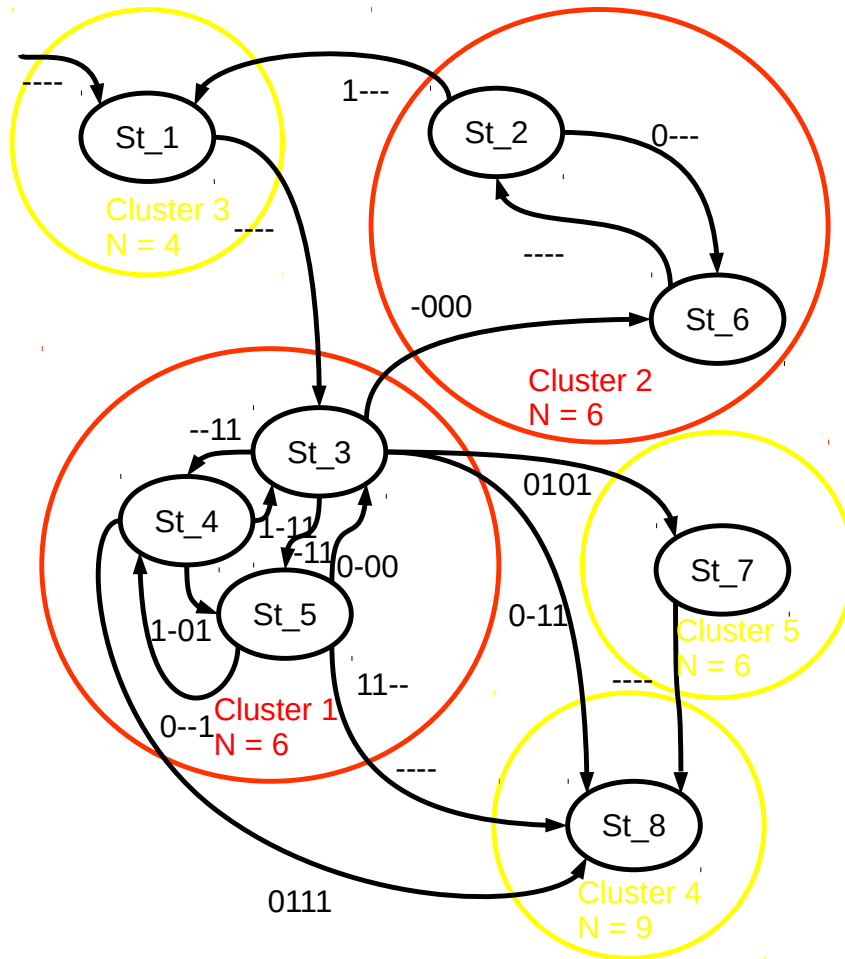 ----
1---
St_1
St_2
0---
Cluster 3
N = 4
----
----
-000
St_6
Cluster 2
N = 6
--11
St_3
0101
St_4
1-11
-11
0-00
St_7
St_5
1-01
0-11
Cluster 5
N = 6
11--
----
Cluster 1
N = 6
0--1
----
St_8
0111
Cluster 4
N = 9